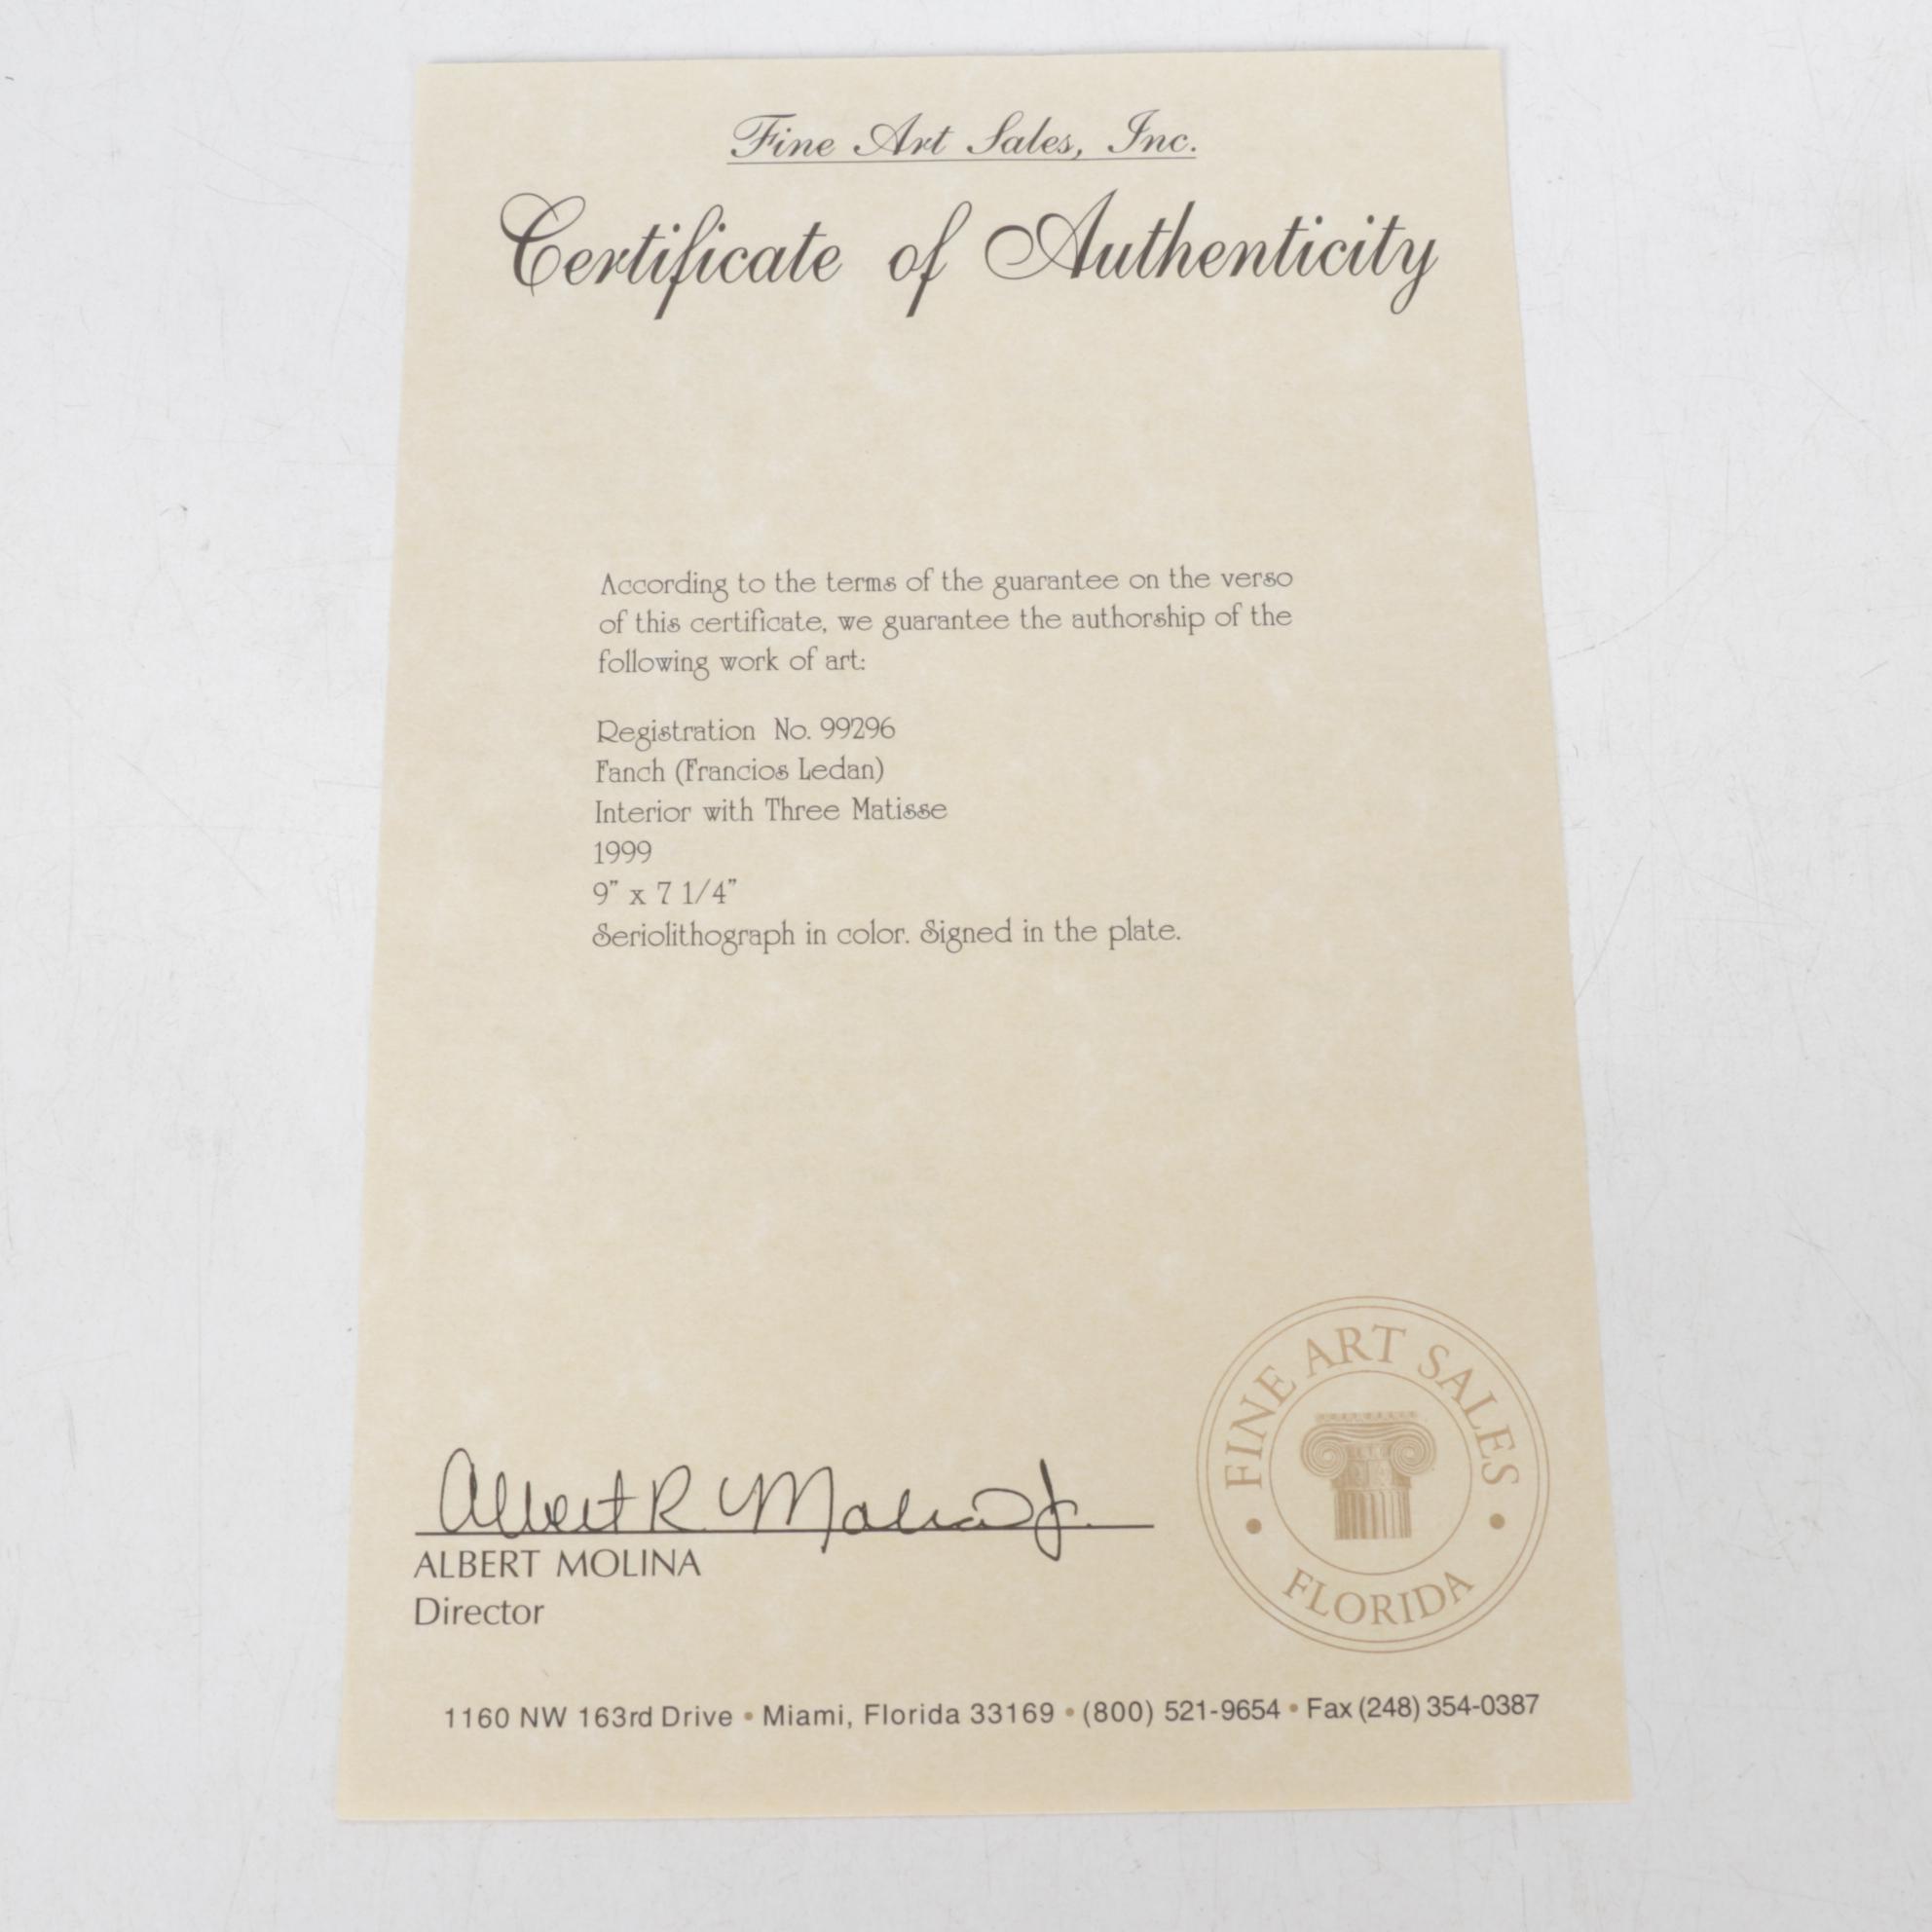 Fine Art Sales, Inc.
Certificate of Authenticity
According to the terms of the guarantee on the verso
of this certificate, we guarantee the authorship of the
following work of art:
Registration No. 99296
Fanch (Francios Ledan)
Interior with Three Matisse
1999
9" x 7 1/4"
Seriolithograph in color. Signed in the plate.
Albert R. Molina Jr.
ALBERT MOLINA
Director
FINE ART SALES
• FLORIDA •
1160 NW 163rd Drive • Miami, Florida 33169 • (800) 521-9654 • Fax (248) 354-0387